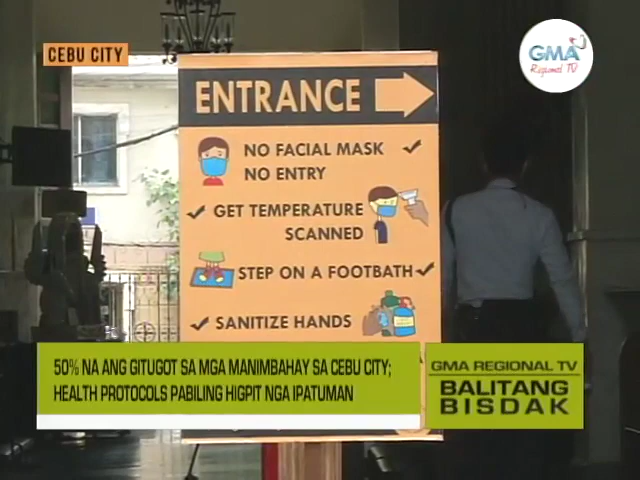 CEBU CITY
GMA
Regional TV
ENTRANCE
NO FACIAL MASK
NO ENTRY
GET TEMPERATURE
SCANNED
STEP ON A FOOTBATH
SANITIZE HANDS
50% NA ANG GITUGOT SA MGA MANIMBAHAY SA CEBU CITY;
HEALTH PROTOCOLS PABILING HIGPIT NGA IPATUMAN
GMA REGIONAL TV
BALITANG
BISDAK